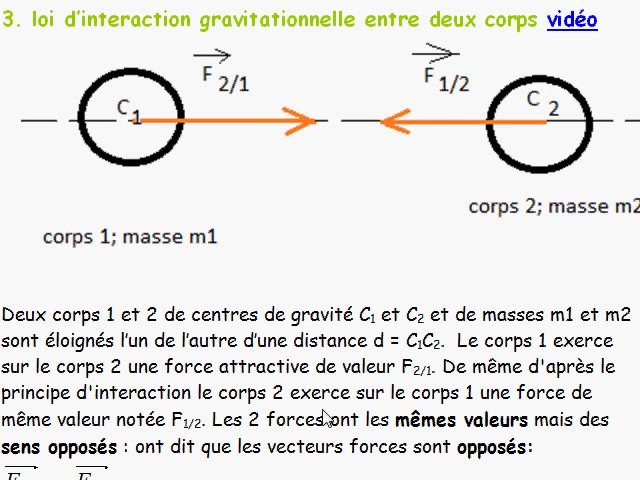 3. loi d’interaction gravitationnelle entre deux corps vidéo
F 2/1
F 1/2
C 1
C 2
corps 2; masse m2
corps 1; masse m1
Deux corps 1 et 2 de centres de gravité C1 et C2 et de masses m1 et m2
sont éloignés l’un de l’autre d’une distance d = C1C2. Le corps 1 exerce
sur le corps 2 une force attractive de valeur F2/1. De même d'après le
principe d'interaction le corps 2 exerce sur le corps 1 une force de
même valeur notée F1/2. Les 2 forces ont les mêmes valeurs mais des
sens opposés : ont dit que les vecteurs forces sont opposés: